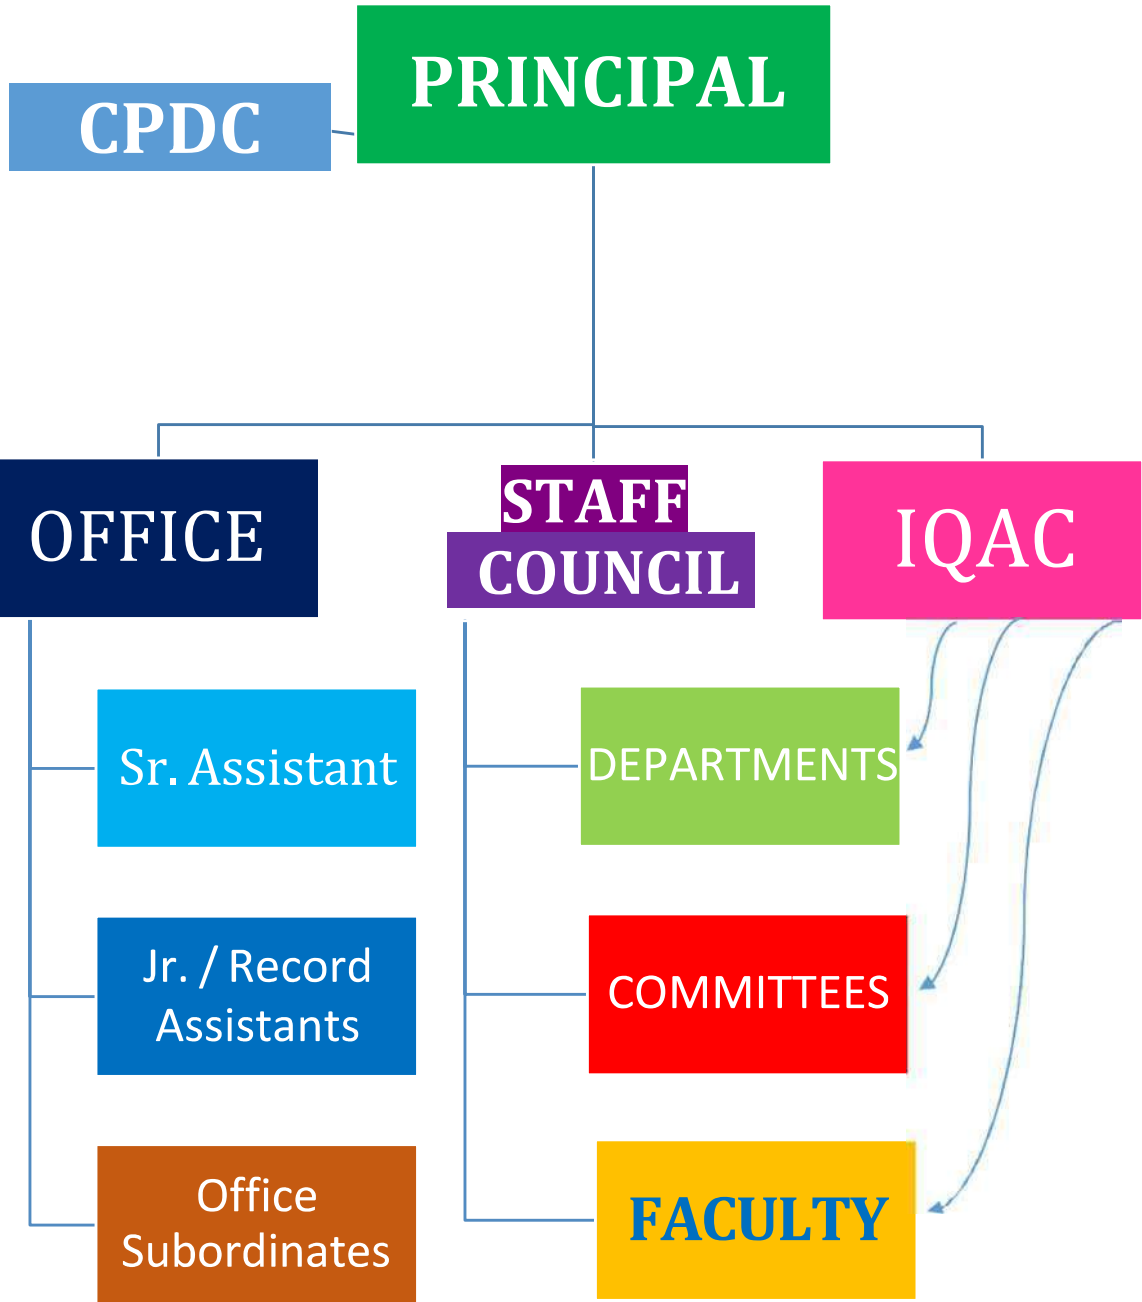 PRINCIPAL
CPDC
OFFICE
STAFF
COUNCIL
IQAC
Sr. Assistant
DEPARTMENTS
Jr. / Record
Assistants
COMMITTEES
Office
Subordinates
FACULTY